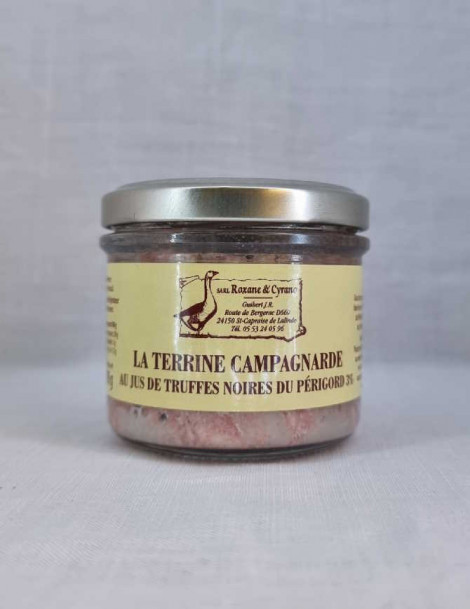 SARL Roxane & Cyrano
Guibert J.R.
Route de Bergerac D660
24150 St-Capraise de Lalinde
Tél. 05 53 24 05 96
LA TERRINE CAMPAGNARDE
AU JUS DE TRUFFES NOIRES DU PÉRIGORD 3%